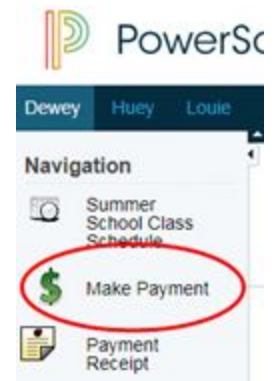 PowerSc
Dewey Huey Louie
Navigation
Summer
School Class
Schedule
Make Payment
Payment
Receipt